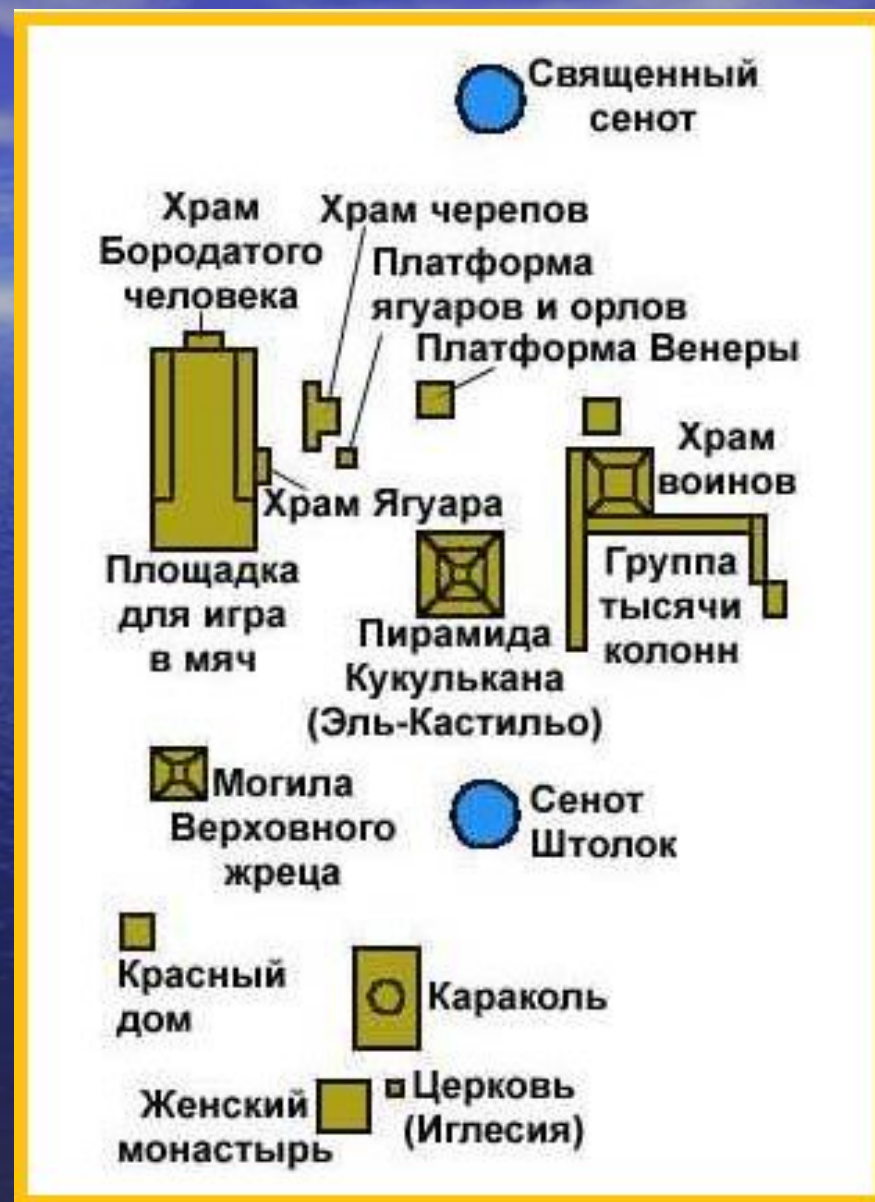 Священный
сенот
Храм
Бородатого
человека
Храм черепов
Платформа
ягуаров и орлов
Платформа Венеры
Храм
воинов
Храм Ягуара
Площадка
для игра
в мяч
Группа
тысячи
колонн
Пирамида
Кукулькана
(Эль-Кастильо)
Могила
Верховного
жреца
Сенот
Штолок
Красный
дом
Караколь
Женский
монастырь
Церковь
(Иглесия)